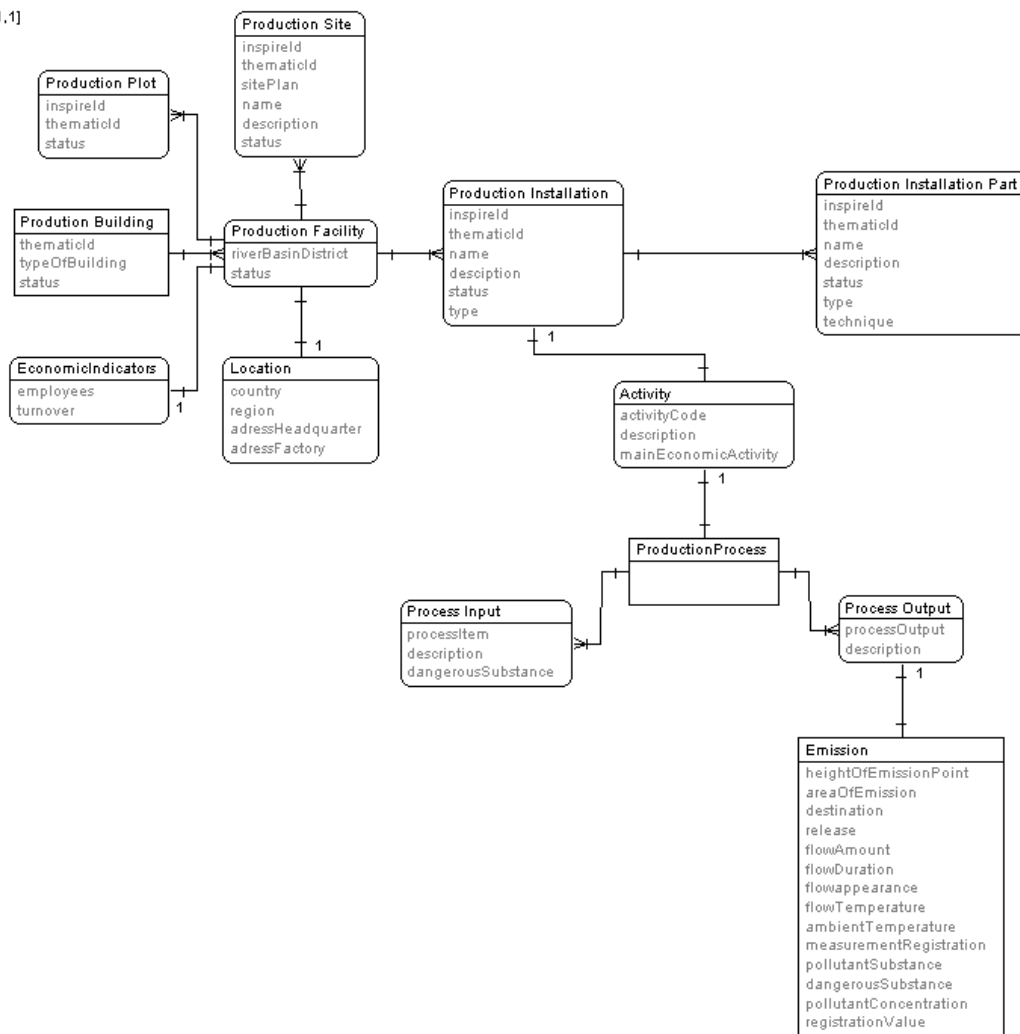 ,1]
Production Site
inspireId
thematicId
sitePlan
name
description
status
Production Plot
inspireId
thematicId
status
Prodution Building
thematicId
typeOfBuilding
status
Production Facility
riverBasinDistrict
status
Production Installation
inspireId
thematicId
name
desciption
status
type
Production Installation Part
inspireId
thematicId
name
description
status
type
technique
EconomicIndicators
employees
turnover
1
1
Location
country
region
adressHeadquarter
adressFactory
1
Activity
activityCode
description
mainEconomicActivity
1
ProductionProcess
Process Input
processItem
description
dangerousSubstance
Process Output
processOutput
description
1
Emission
heightOfEmissionPoint
areaOfEmission
destination
release
flowAmount
flowDuration
flowappearance
flowTemperature
ambientTemperature
measurementRegistration
pollutantSubstance
dangerousSubstance
pollutantConcentration
registrationValue